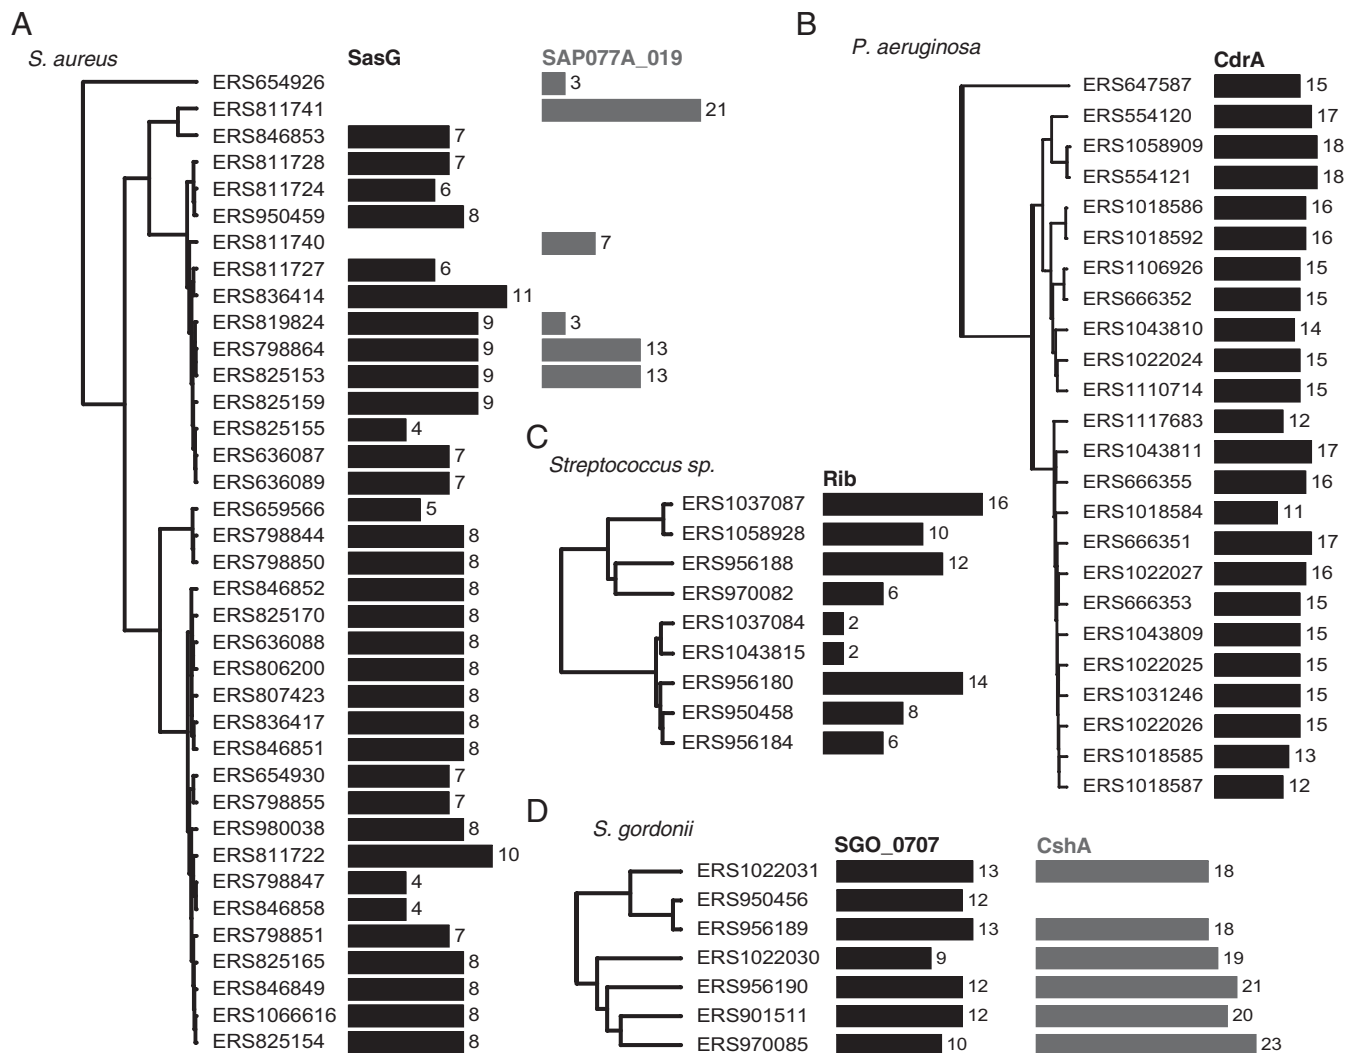 A
S. aureus
SasG
SAP077A_019
ERS654926 3
ERS811741 21
ERS846853 7
ERS811728 7
ERS811724 6
ERS950459 8
ERS811740 7
ERS811727 6
ERS836414 11
ERS819824 9 3
ERS798864 9 13
ERS825153 9 13
ERS825159 9
ERS825155 4
ERS636087 7
ERS636089 7
ERS659566 5
ERS798844 8
ERS798850 8
ERS846852 8
ERS825170 8
ERS636088 8
ERS806200 8
ERS807423 8
ERS836417 8
ERS846851 8
ERS654930 7
ERS798855 7
ERS980038 8
ERS811722 10
ERS798847 4
ERS846858 4
ERS798851 7
ERS825165 8
ERS846849 8
ERS1066616 8
ERS825154 8
B
P. aeruginosa
CdrA
ERS647587 15
ERS554120 17
ERS1058909 18
ERS554121 18
ERS1018586 16
ERS1018592 16
ERS1106926 15
ERS666352 15
ERS1043810 14
ERS1022024 15
ERS1110714 15
ERS1117683 12
ERS1043811 17
ERS666355 16
ERS1018584 11
ERS666351 17
ERS1022027 16
ERS666353 15
ERS1043809 15
ERS1022025 15
ERS1031246 15
ERS1022026 15
ERS1018585 13
ERS1018587 12
C
Streptococcus sp.
Rib
ERS1037087 16
ERS1058928 10
ERS956188 12
ERS970082 6
ERS1037084 2
ERS1043815 2
ERS956180 14
ERS950458 8
ERS956184 6
D
S. gordonii
SGO_0707
CshA
ERS1022031 13 18
ERS950456 12
ERS956189 13 18
ERS1022030 9 19
ERS956190 12 21
ERS901511 12 20
ERS970085 10 23